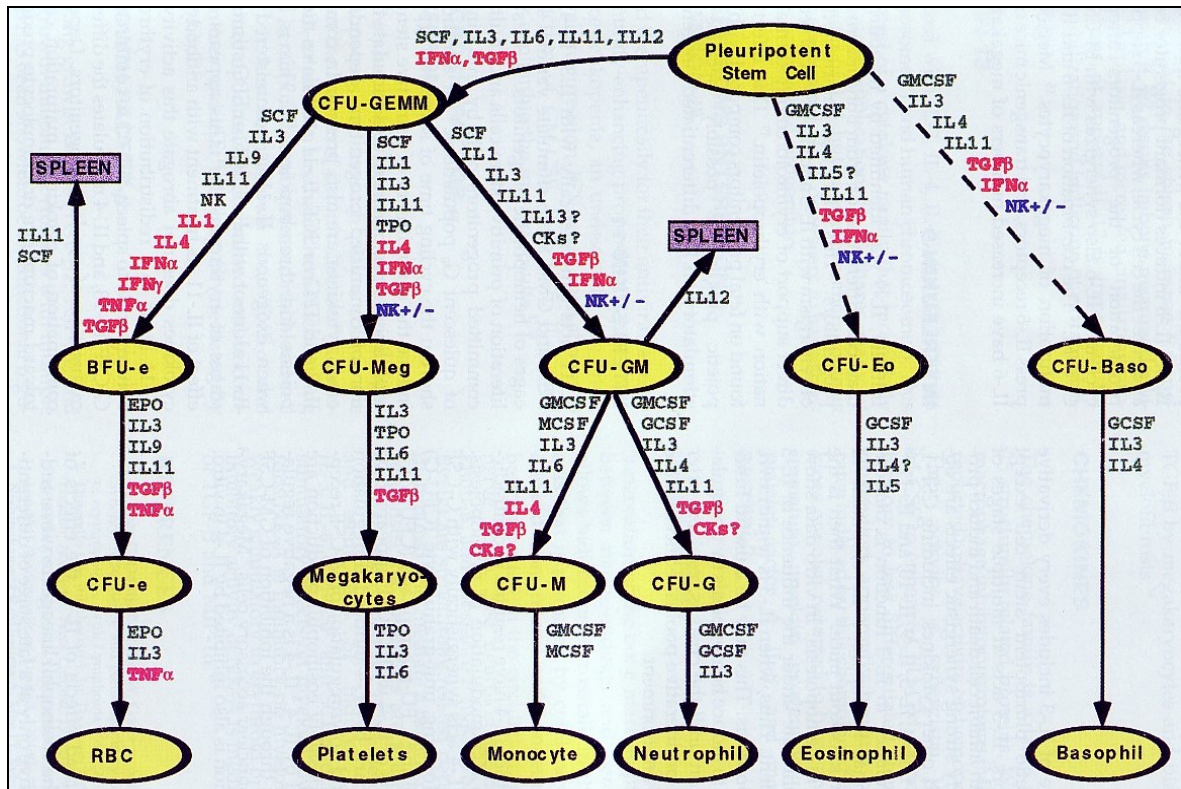 SCF,IL3,IL6,IL11,IL12
IFNα,TGFβ
Pleuripotent
Stem Cell
CFU-GEMM
SCF
IL3
IL9
IL11
NK
IL1
IL4
IFNα
IFNγ
TNFα
TGFβ
SPLEEN
IL11
SCF
SCF
IL1
IL3
IL11
TPO
IL4
IFNα
TGFβ
NK+/-
SCF
IL1
IL3
IL11
IL13?
CKs?
TGFβ
IFNα
NK+/-
SPLEEN
IL12
GMCSF
IL3
IL4
IL5?
IL11
TGFβ
IFNα
NK+/-
GMCSF
IL3
IL4
IL11
TGFβ
IFNα
NK+/-
BFU-e
CFU-Meg
CFU-GM
CFU-Eo
CFU-Baso
EPO
IL3
IL9
IL11
TGFβ
TNFα
IL3
TPO
IL6
IL11
TGFβ
GMCSF
MCSF
IL3
IL6
IL11
IL4
TGFβ
CKs?
GMCSF
GCSF
IL3
IL4
IL11
TGFβ
CKs?
GCSF
IL3
IL4?
IL5
GCSF
IL3
IL4
CFU-e
Megakaryo-
cytes
CFU-M
CFU-G
EPO
IL3
TNFα
TPO
IL3
IL6
GMCSF
MCSF
GMCSF
GCSF
IL3
RBC
Platelets
Monocyte
Neutrophil
Eosinophil
Basophil